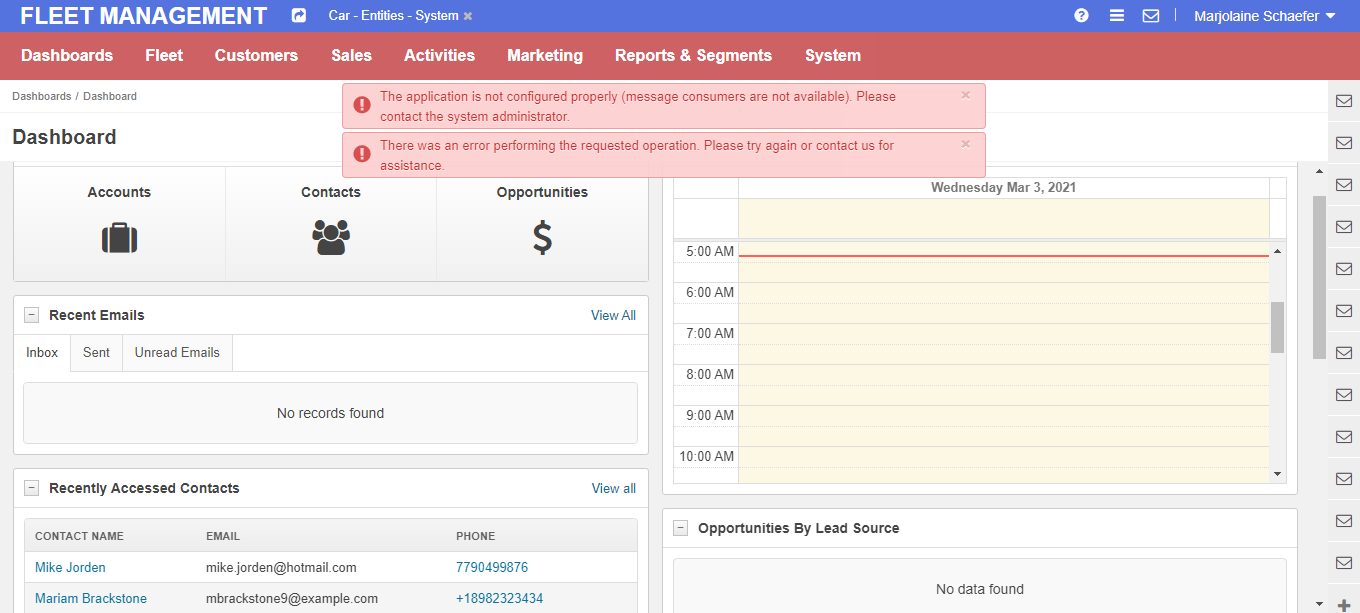 FLEET MANAGEMENT
Car - Entities - System ×
Marjolaine Schaefer
Dashboards
Fleet
Customers
Sales
Activities
Marketing
Reports & Segments
System
Dashboards / Dashboard
The application is not configured properly (message consumers are not available). Please
contact the system administrator.
There was an error performing the requested operation. Please try again or contact us for
assistance.
Dashboard
Accounts
Contacts
Opportunities
Recent Emails
View All
Inbox
Sent
Unread Emails
No records found
Recently Accessed Contacts
View all
CONTACT NAME
EMAIL
PHONE
Mike Jorden
mike.jorden@hotmail.com
7790499876
Mariam Brackstone
mbrackstone9@example.com
+18982323434
Wednesday Mar 3, 2021
5:00 AM
6:00 AM
7:00 AM
8:00 AM
9:00 AM
10:00 AM
Opportunities By Lead Source
No data found